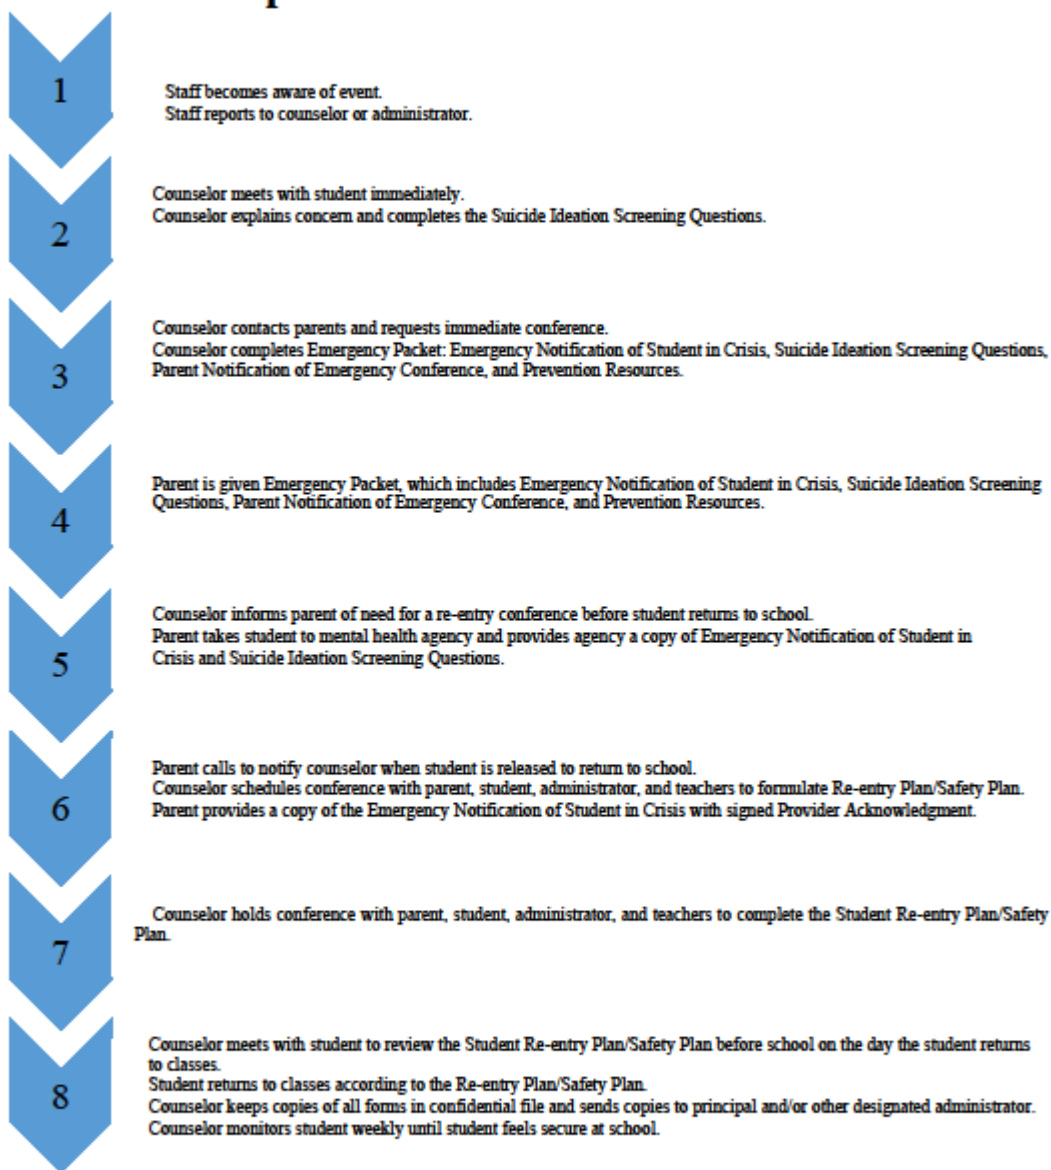 1
Staff becomes aware of event.
Staff reports to counselor or administrator.
2
Counselor meets with student immediately.
Counselor explains concern and completes the Suicide Ideation Screening Questions.
3
Counselor contacts parents and requests immediate conference.
Counselor completes Emergency Packet: Emergency Notification of Student in Crisis, Suicide Ideation Screening Questions,
Parent Notification of Emergency Conference, and Prevention Resources.
4
Parent is given Emergency Packet, which includes Emergency Notification of Student in Crisis, Suicide Ideation Screening
Questions, Parent Notification of Emergency Conference, and Prevention Resources.
5
Counselor informs parent of need for a re-entry conference before student returns to school.
Parent takes student to mental health agency and provides agency a copy of Emergency Notification of Student in
Crisis and Suicide Ideation Screening Questions.
6
Parent calls to notify counselor when student is released to return to school.
Counselor schedules conference with parent, student, administrator, and teachers to formulate Re-entry Plan/Safety Plan.
Parent provides a copy of the Emergency Notification of Student in Crisis with signed Provider Acknowledgment.
7
Counselor holds conference with parent, student, administrator, and teachers to complete the Student Re-entry Plan/Safety
Plan.
8
Counselor meets with student to review the Student Re-entry Plan/Safety Plan before school on the day the student returns
to classes.
Student returns to classes according to the Re-entry Plan/Safety Plan.
Counselor keeps copies of all forms in confidential file and sends copies to principal and/or other designated administrator.
Counselor monitors student weekly until student feels secure at school.